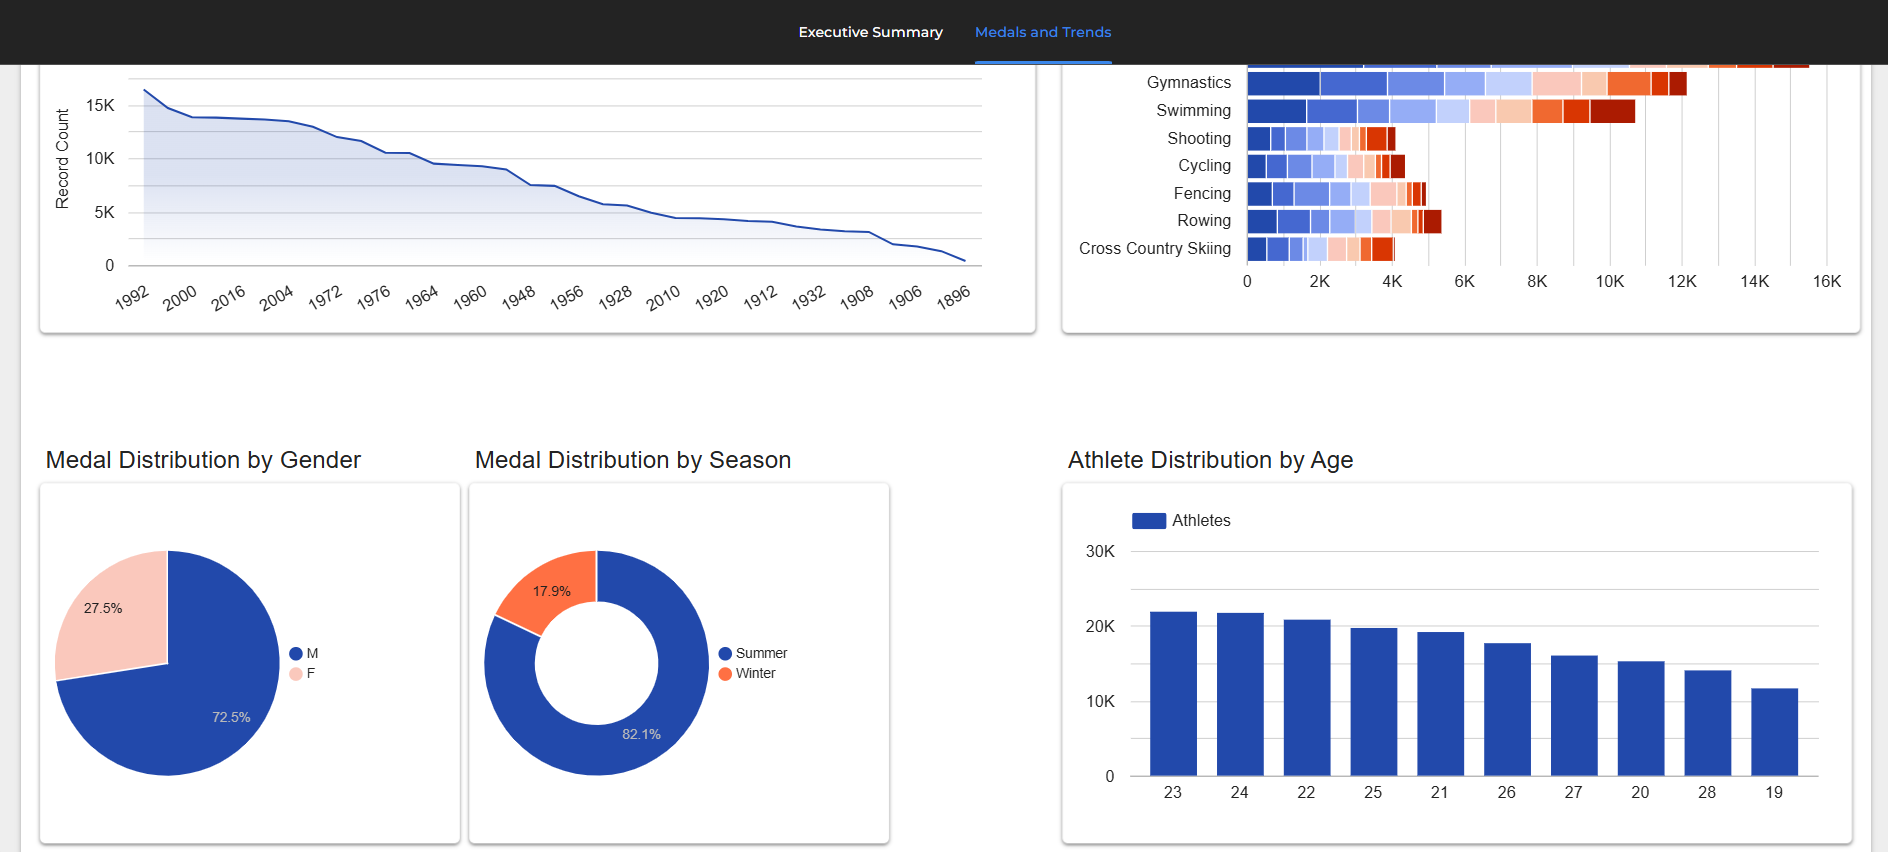 Executive Summary
Medals and Trends
Record Count
15K
10K
5K
0
1992 2000 2016 2004 1972 1976 1964 1960 1948 1956 1928 2010 1920 1912 1932 1908 1906 1896
Gymnastics
Swimming
Shooting
Cycling
Fencing
Rowing
Cross Country Skiing
0 2K 4K 6K 8K 10K 12K 14K 16K
Medal Distribution by Gender
27.5%
72.5%
M
F
Medal Distribution by Season
17.9%
82.1%
Summer
Winter
Athlete Distribution by Age
Athletes
30K
20K
10K
0
23 24 22 25 21 26 27 20 28 19